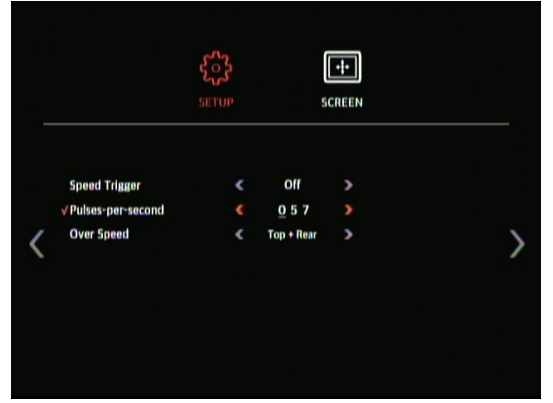 SETUP SCREEN
Speed Trigger Off
√Pulses-per-second 0 5 7
Over Speed Top + Rear